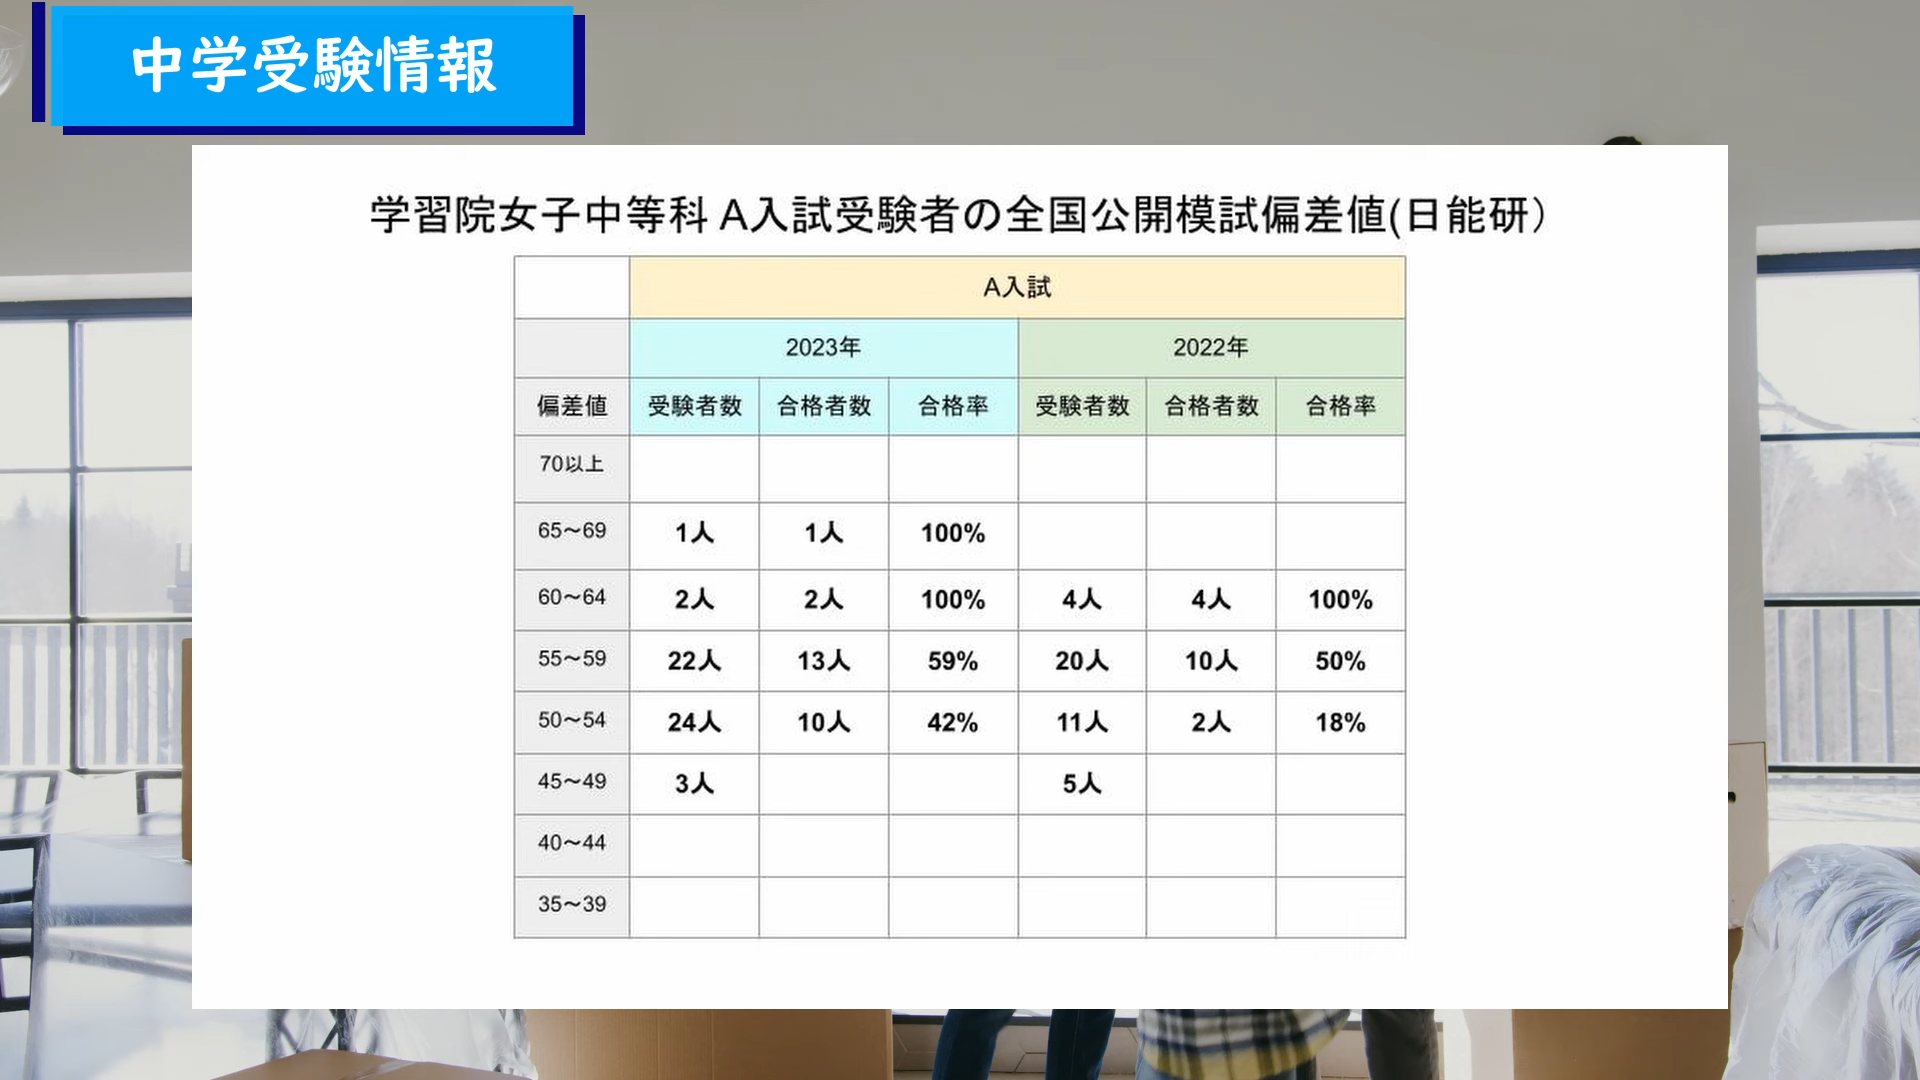 中学受験情報
学習院女子中等科 A入試受験者の全国公開模試偏差値(日能研）
A入試
2023年 2022年
偏差値 受験者数 合格者数 合格率 受験者数 合格者数 合格率
70以上
65〜69 1人 1人 100%
60〜64 2人 2人 100% 4人 4人 100%
55〜59 22人 13人 59% 20人 10人 50%
50〜54 24人 10人 42% 11人 2人 18%
45〜49 3人 5人
40〜44
35〜39